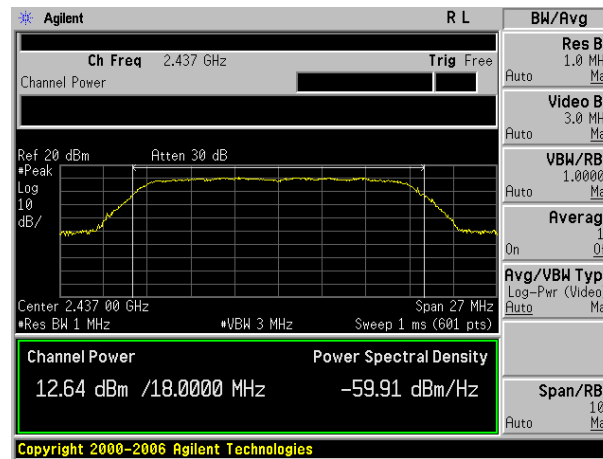 Agilent R L
BW/Avg
Ch Freq 2.437 GHz Trig Free
Channel Power
Res B
1.0 MH
Auto Ma
Video B
3.0 MH
Auto Ma
VBW/RB
1.0000
Auto Ma
Averag
1
On O
Avg/VBW Typ
Log-Pwr (Video
Auto Ma
Span/RB
10
Auto Ma
Ref 20 dBm Atten 30 dB
#Peak
Log
10
dB/
Center 2.437 00 GHz Span 27 MHz
#Res BW 1 MHz #VBW 3 MHz Sweep 1 ms (601 pts)
Channel Power Power Spectral Density
12.64 dBm /18.0000 MHz -59.91 dBm/Hz
Copyright 2000-2006 Agilent Technologies